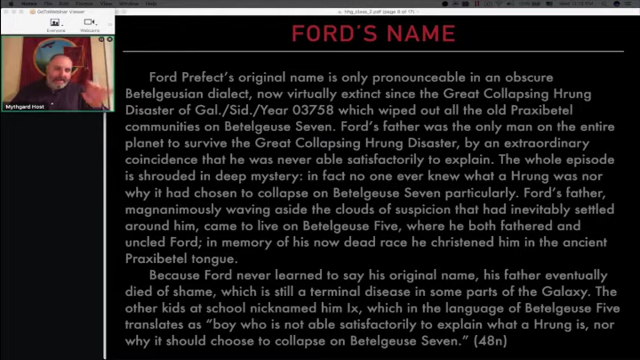 GoToWebinar Viewer
hhg_class_2.pdf (page 8 of 17)
Everyone
Webcams
Mythgard Host
FORD'S NAME
Ford Prefect's original name is only pronounceable in an obscure
Betelgeusian dialect, now virtually extinct since the Great Collapsing Hrung
Disaster of Gal./Sid./Year 03758 which wiped out all the old Praxibetel
communities on Betelgeuse Seven. Ford's father was the only man on the entire
planet to survive the Great Collapsing Hrung Disaster, by an extraordinary
coincidence that he was never able satisfactorily to explain. The whole episode
is shrouded in deep mystery: in fact no one ever knew what a Hrung was nor
why it had chosen to collapse on Betelgeuse Seven particularly. Ford's father,
magnanimously waving aside the clouds of suspicion that had inevitably settled
around him, came to live on Betelgeuse Five, where he both fathered and
uncled Ford; in memory of his now dead race he christened him in the ancient
Praxibetel tongue.
Because Ford never learned to say his original name, his father eventually
died of shame, which is still a terminal disease in some parts of the Galaxy. The
other kids at school nicknamed him Ix, which in the language of Betelgeuse Five
translates as "boy who is not able satisfactorily to explain what a Hrung is, nor
why it should choose to collapse on Betelgeuse Seven." (48n)